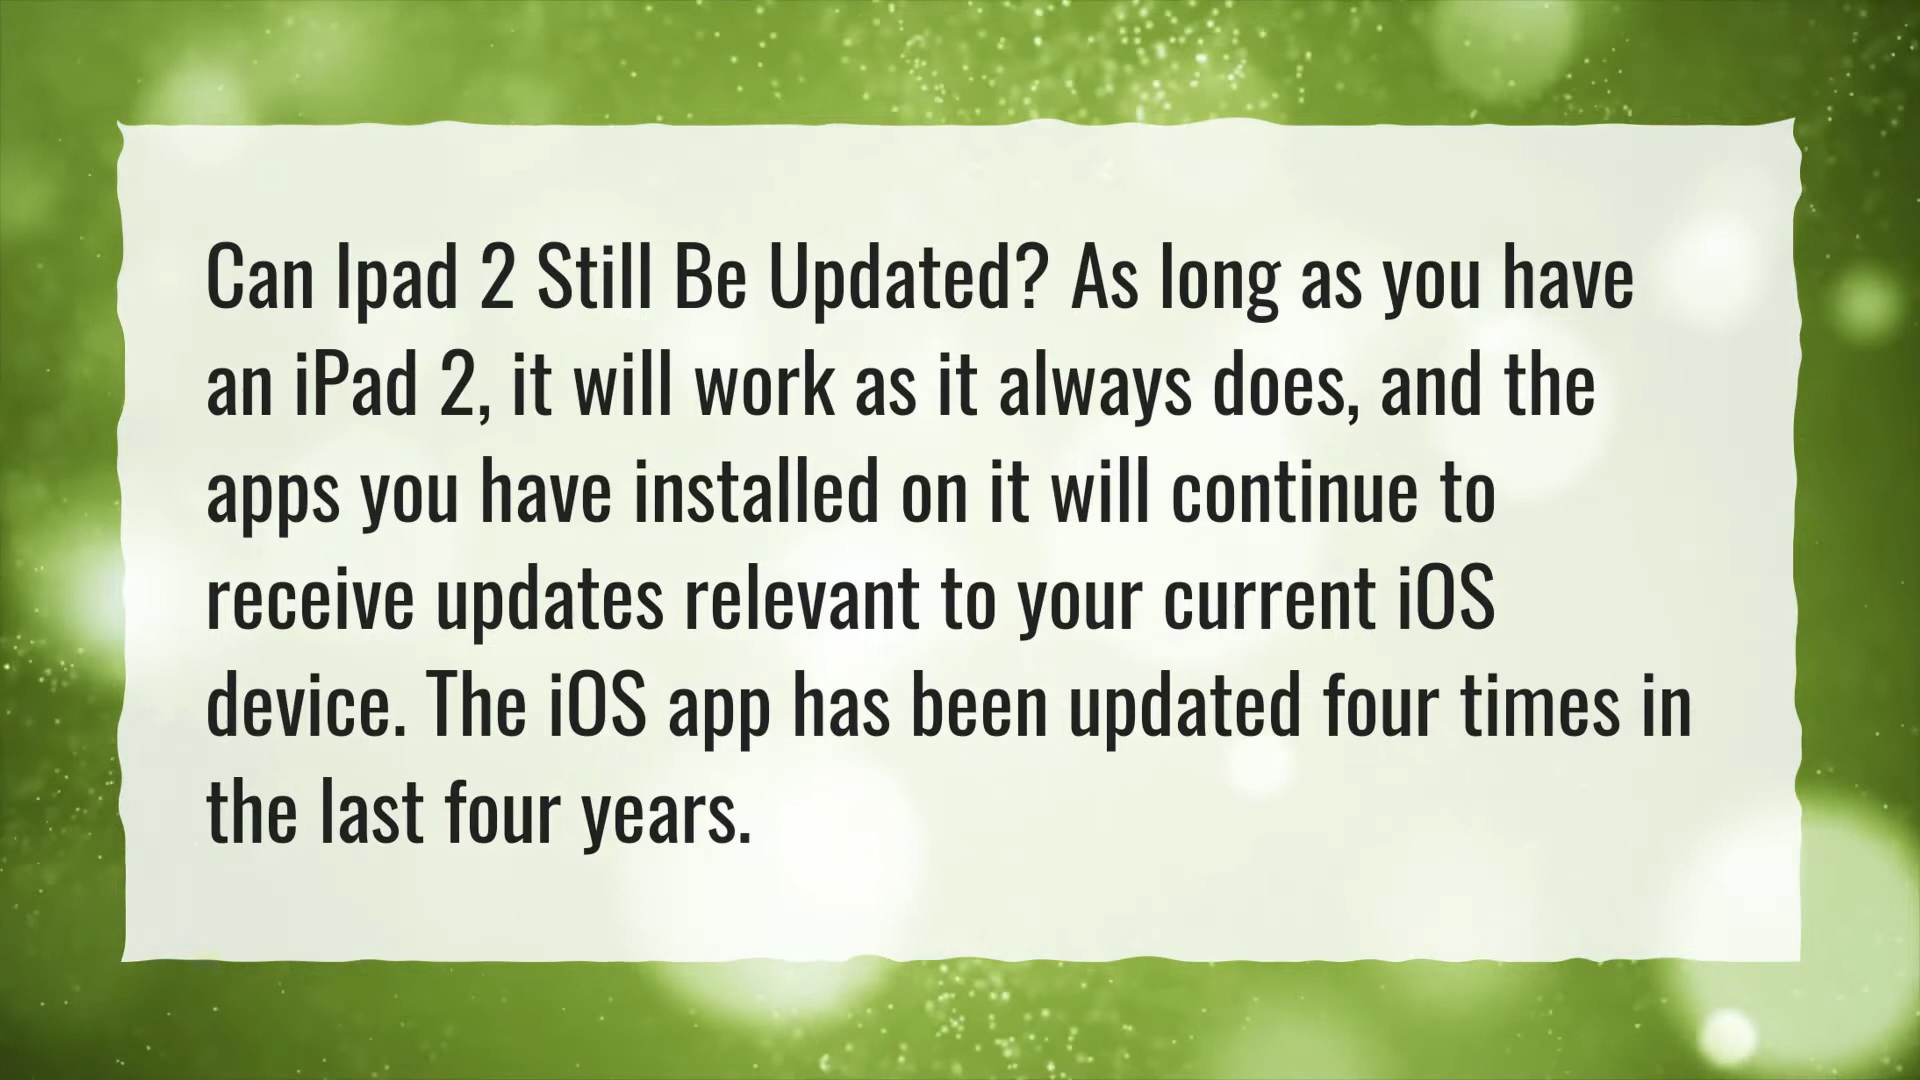 Can Ipad 2 Still Be Updated? As long as you have
an iPad 2, it will work as it always does, and the
apps you have installed on it will continue to
receive updates relevant to your current iOS
device. The iOS app has been updated four times in
the last four years.